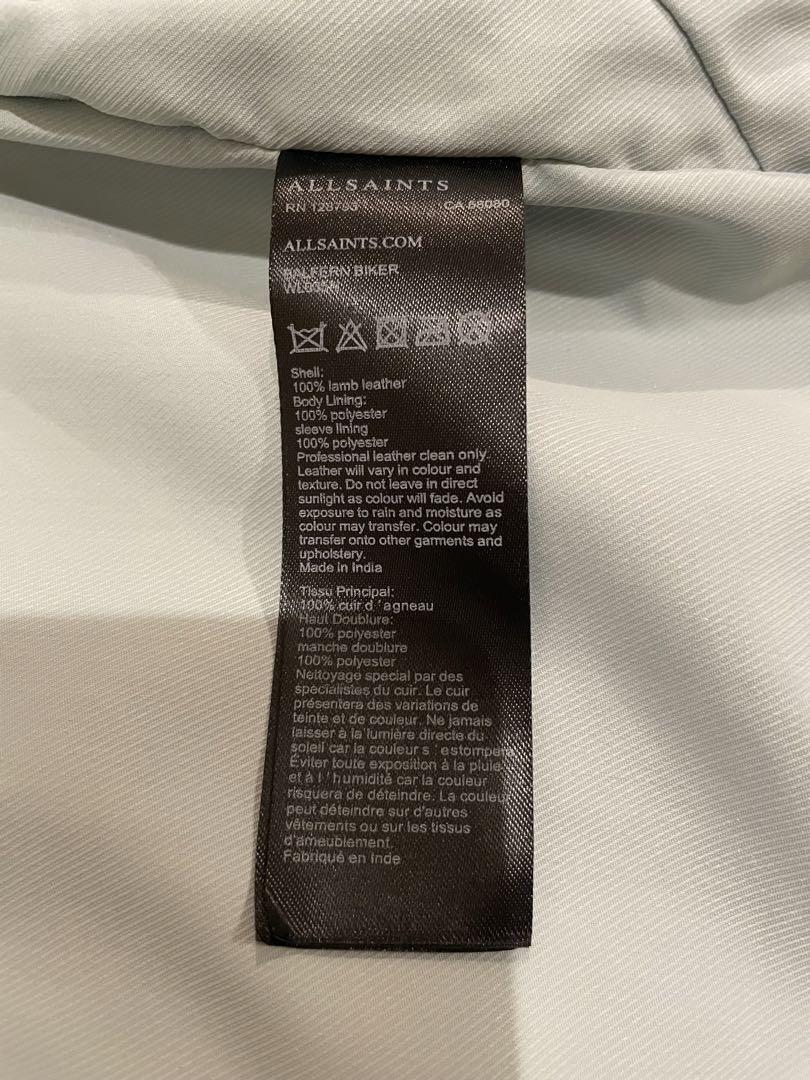 ALLSAINTS
RN 128793 CA 58080
ALLSAINTS.COM
BALFERN BIKER
Shell:
100% lamb leather
Body Lining:
100% polyester
sleeve lining
100% polyester
Professional leather clean only.
Leather will vary in colour and
texture. Do not leave in direct
sunlight as colour will fade. Avoid
exposure to rain and moisture as
colour may transfer. Colour may
transfer onto other garments and
upholstery.
Made in India
Tissu Principal:
100% cuir d 'agneau
Haut Doublure:
100% polyester
manche doublure
100% polyester
Nettoyage special par des
specialistes du cuir. Le cuir
présentera des variations de
teinte et de couleur. Ne jamais
laisser à la lumière directe du
soleil car la couleur s 'estompera
Éviter toute exposition à la pluie
et à l 'humidité car la couleur
risquera de déteindre. La couleur
peut déteindre sur d'autres
vêtements ou sur les tissus
d'ameublement.
Fabriqué en Inde